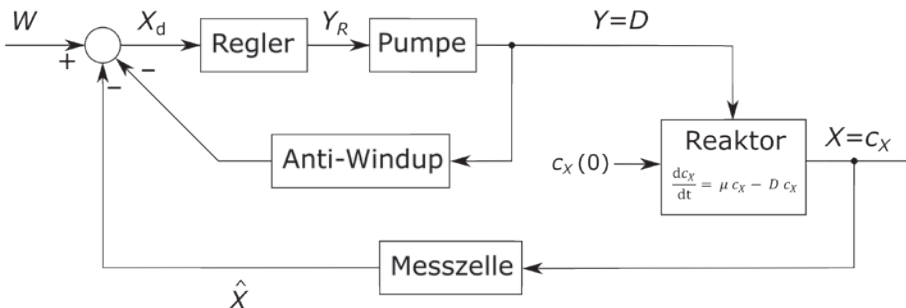 W
X_d
Y_R
Y=D
+
−
−
Regler
Pumpe
Anti-Windup
c_X(0)
Reaktor
dc_X/dt = μ c_X − D c_X
X=c_X
Messzelle
X̂